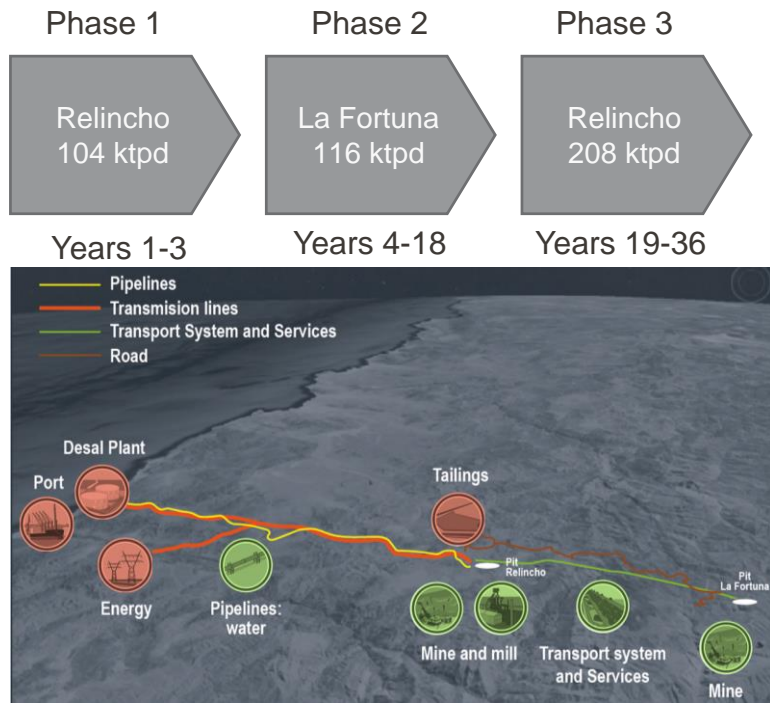 Phase 1
Phase 2
Phase 3
Relincho
104 ktpd
La Fortuna
116 ktpd
Relincho
208 ktpd
Years 1-3
Years 4-18
Years 19-36
Pipelines
Transmision lines
Transport System and Services
Road
Desal Plant
Port
Tailings
Pit
Relincho
Pit
La Fortuna
Energy
Pipelines:
water
Mine and mill
Transport system
and Services
Mine